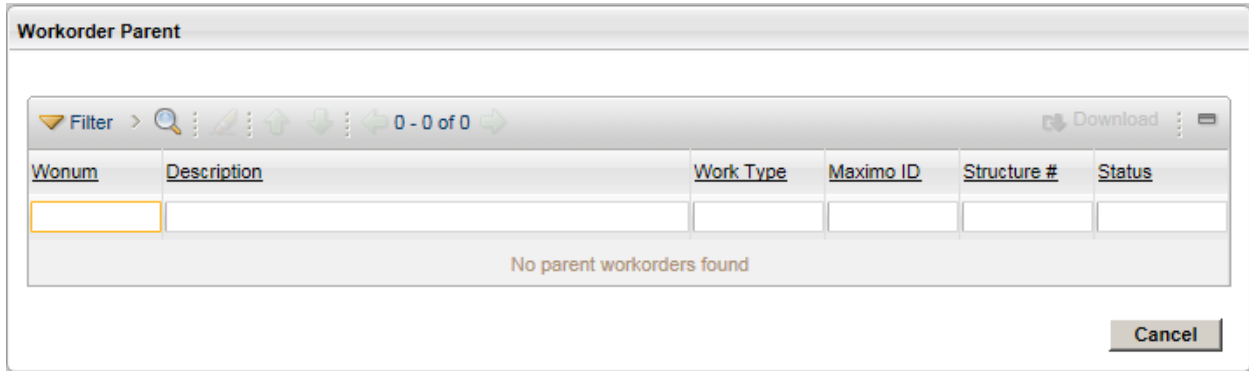 Workorder Parent
Filter > 0 - 0 of 0 Download
Wonum Description Work Type Maximo ID Structure # Status
No parent workorders found
Cancel